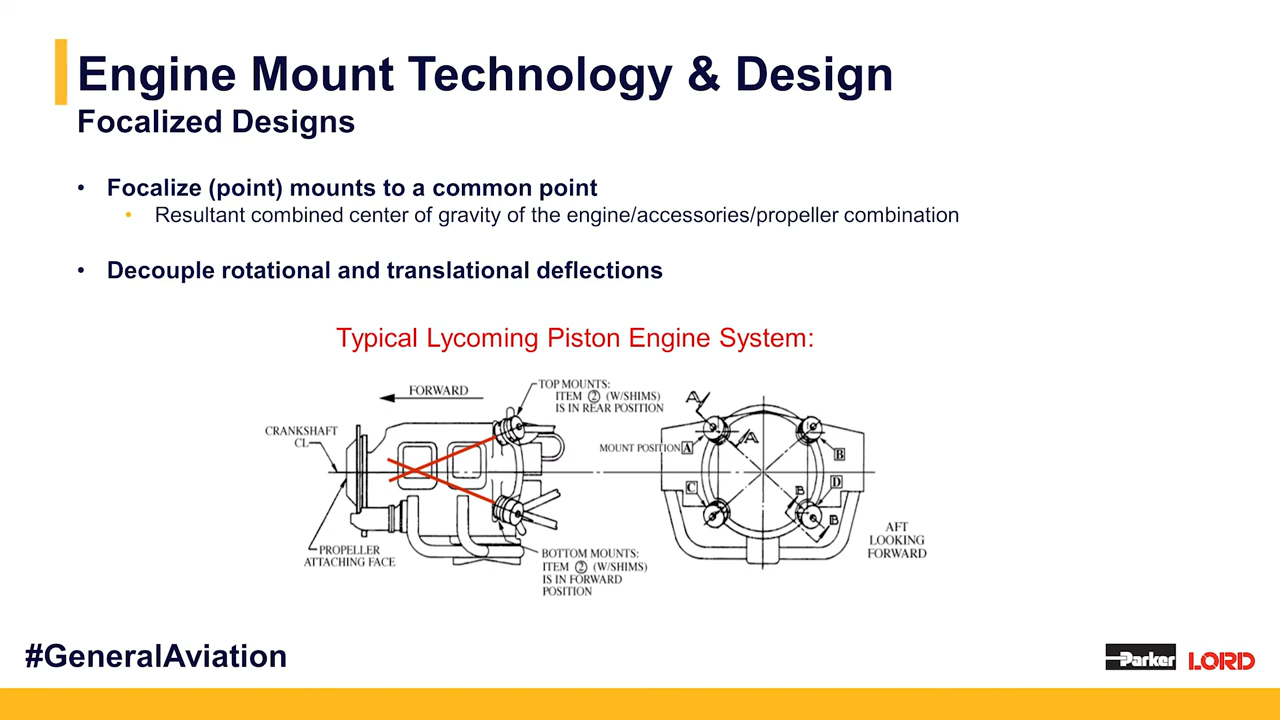 Engine Mount Technology & Design
Focalized Designs
• Focalize (point) mounts to a common point
• Resultant combined center of gravity of the engine/accessories/propeller combination
• Decouple rotational and translational deflections
Typical Lycoming Piston Engine System:
FORWARD
TOP MOUNTS:
ITEM ② (W/SHIMS)
IS IN REAR POSITION
CRANKSHAFT
CL
MOUNT POSITION A
A
A
B
C
D
B
B
PROPELLER
ATTACHING FACE
BOTTOM MOUNTS:
ITEM ② (W/SHIMS)
IS IN FORWARD
POSITION
AFT
LOOKING
FORWARD
#GeneralAviation
Parker LORD